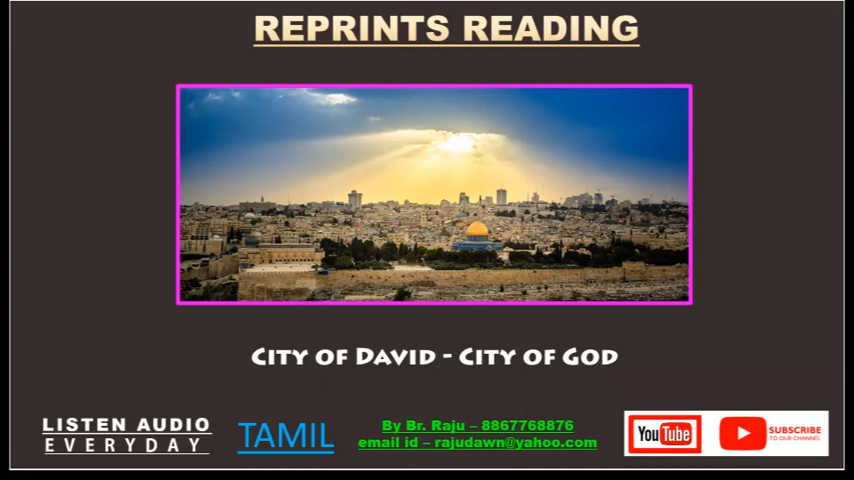 REPRINTS READING
City of David - City of God
LISTEN AUDIO
EVERYDAY
TAMIL
By Br. Raju – 8867768876
email id – rajudawn@yahoo.com
YouTube
SUBSCRIBE
TO OUR CHANNEL